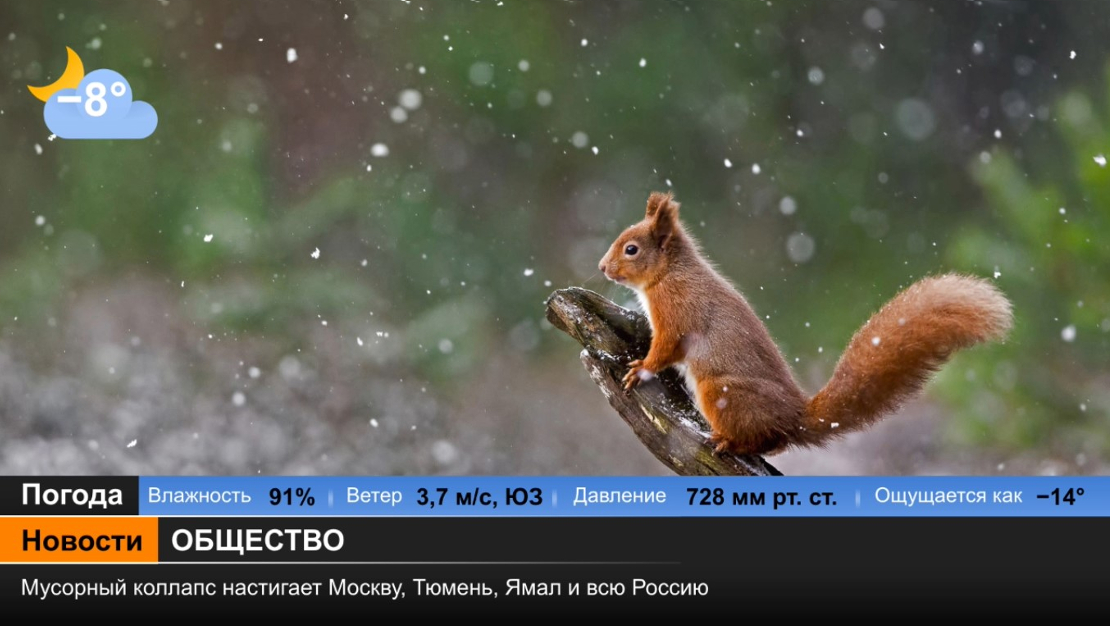 −8°
Погода Влажность 91% Ветер 3,7 м/с, ЮЗ Давление 728 мм рт. ст. Ощущается как −14°
Новости ОБЩЕСТВО
Мусорный коллапс настигает Москву, Тюмень, Ямал и всю Россию